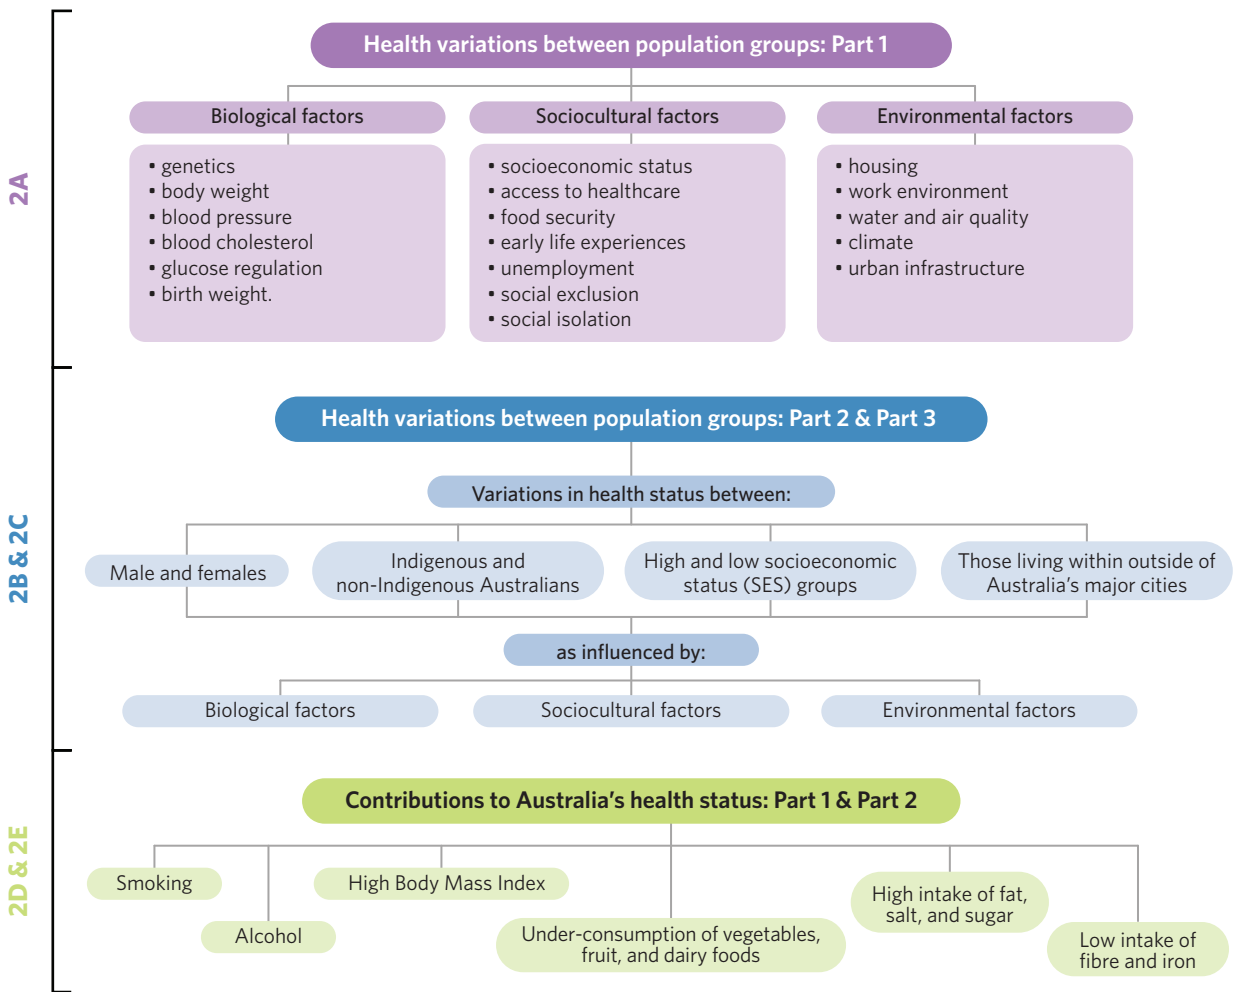 2A
Health variations between population groups: Part 1
Biological factors
• genetics
• body weight
• blood pressure
• blood cholesterol
• glucose regulation
• birth weight.
Sociocultural factors
• socioeconomic status
• access to healthcare
• food security
• early life experiences
• unemployment
• social exclusion
• social isolation
Environmental factors
• housing
• work environment
• water and air quality
• climate
• urban infrastructure
2B & 2C
Health variations between population groups: Part 2 & Part 3
Variations in health status between:
Male and females
Indigenous and
non-Indigenous Australians
High and low socioeconomic
status (SES) groups
Those living within outside of
Australia's major cities
as influenced by:
Biological factors
Sociocultural factors
Environmental factors
2D & 2E
Contributions to Australia's health status: Part 1 & Part 2
Smoking
Alcohol
High Body Mass Index
Under-consumption of vegetables,
fruit, and dairy foods
High intake of fat,
salt, and sugar
Low intake of
fibre and iron